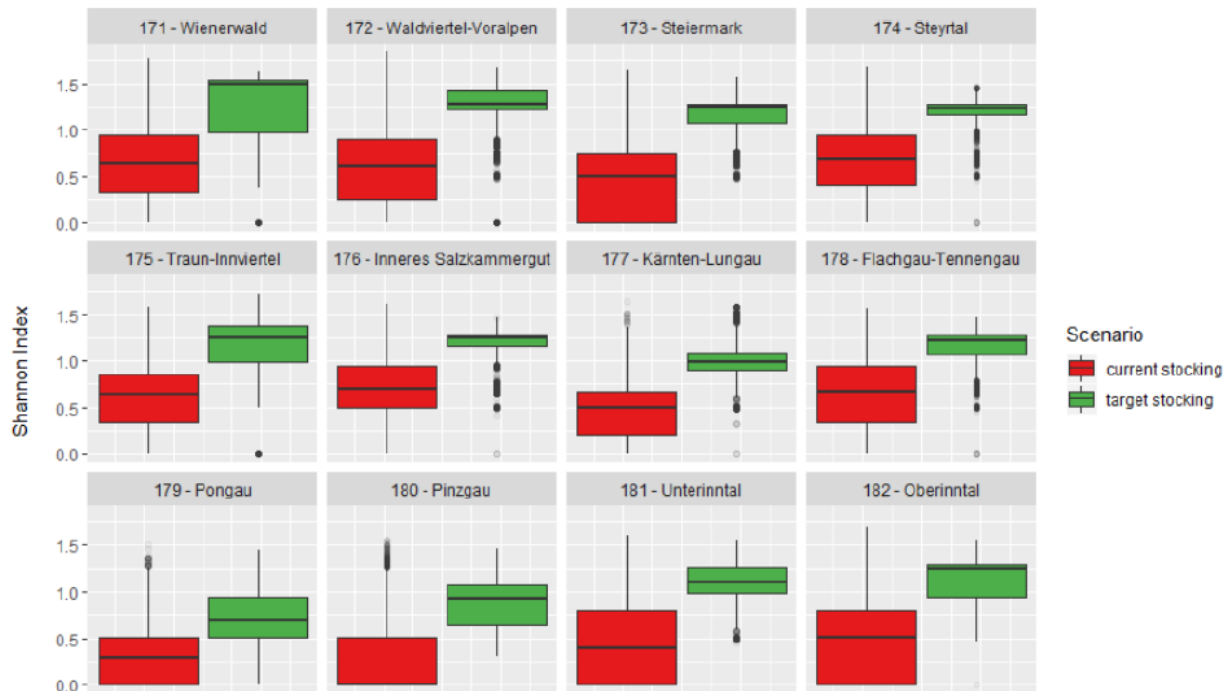 171 - Wienerwald
172 - Waldviertel-Voralpen
173 - Steiermark
174 - Steyrtal
1.5
1.0
0.5
0.0
175 - Traun-Innviertel
176 - Inneres Salzkammergut
177 - Kärnten-Lungau
178 - Flachgau-Tennengau
1.5
1.0
0.5
0.0
Shannon Index
179 - Pongau
180 - Pinzgau
181 - Unterinntal
182 - Oberinntal
1.5
1.0
0.5
0.0
Scenario
current stocking
target stocking